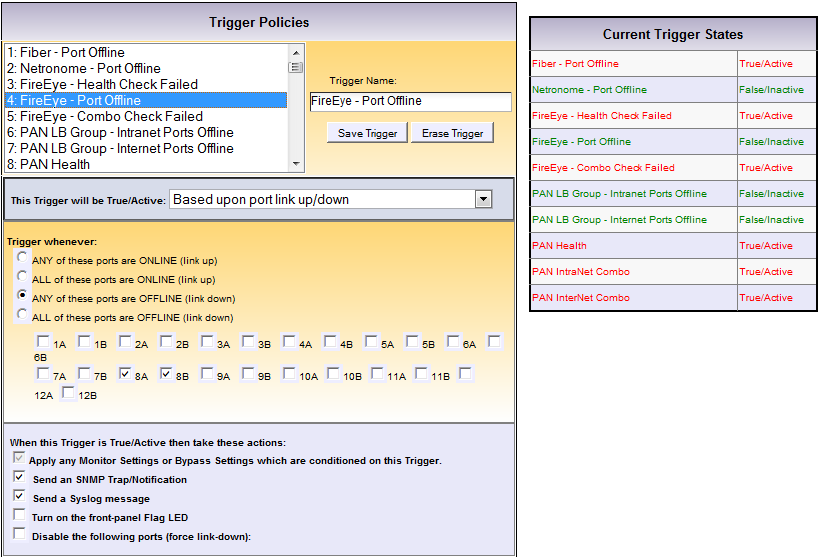 Trigger Policies
1: Fiber - Port Offline
2: Netronome - Port Offline
3: FireEye - Health Check Failed
4: FireEye - Port Offline
5: FireEye - Combo Check Failed
6: PAN LB Group - Intranet Ports Offline
7: PAN LB Group - Internet Ports Offline
8: PAN Health
Trigger Name:
FireEye - Port Offline
Save Trigger Erase Trigger
This Trigger will be True/Active: Based upon port link up/down
Trigger whenever:
ANY of these ports are ONLINE (link up)
ALL of these ports are ONLINE (link up)
ANY of these ports are OFFLINE (link down)
ALL of these ports are OFFLINE (link down)
1A 1B 2A 2B 3A 3B 4A 4B 5A 5B 6A
6B
7A 7B 8A 8B 9A 9B 10A 10B 11A 11B
12A 12B
When this Trigger is True/Active then take these actions:
Apply any Monitor Settings or Bypass Settings which are conditioned on this Trigger.
Send an SNMP Trap/Notification
Send a Syslog message
Turn on the front-panel Flag LED
Disable the following ports (force link-down):
Current Trigger States
Fiber - Port Offline True/Active
Netronome - Port Offline False/Inactive
FireEye - Health Check Failed True/Active
FireEye - Port Offline False/Inactive
FireEye - Combo Check Failed True/Active
PAN LB Group - Intranet Ports Offline False/Inactive
PAN LB Group - Internet Ports Offline False/Inactive
PAN Health True/Active
PAN IntraNet Combo True/Active
PAN InterNet Combo True/Active